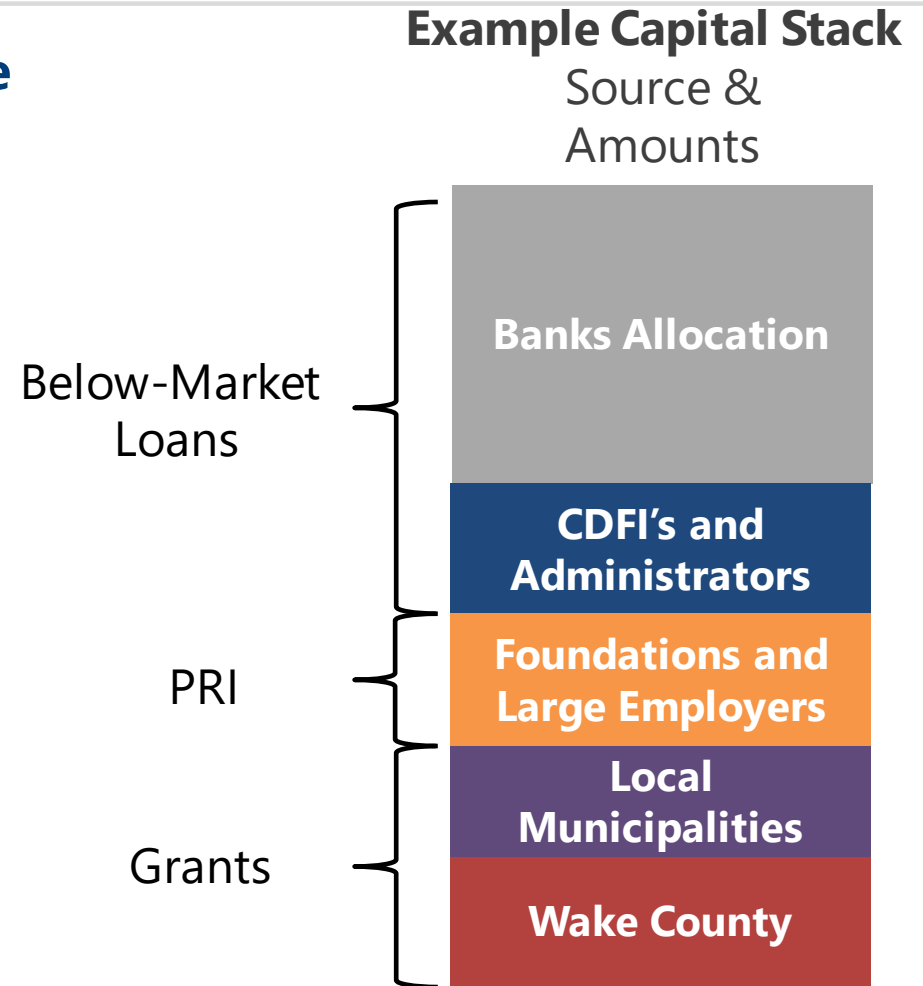 Example Capital Stack
e
Source &
Amounts
Banks Allocation
Below-Market
Loans
CDFI's and
Administrators
Foundations and
Large Employers
PRI
Local
Municipalities
Grants
Wake County